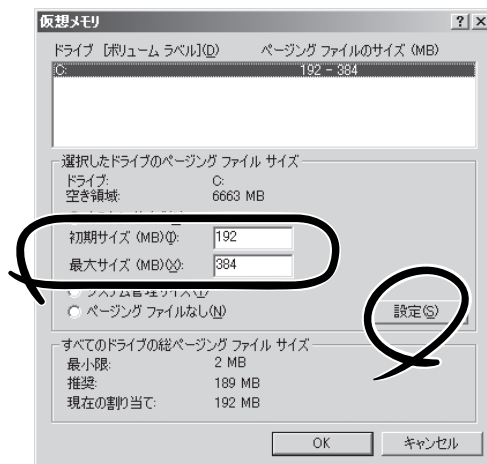 仮想メモリ
ドライブ [ボリューム ラベル](D) ページング ファイルのサイズ (MB)
C: 192 - 384
選択したドライブのページング ファイル サイズ
ドライブ: C:
空き領域: 6663 MB
初期サイズ (MB)(I): 192
最大サイズ (MB)(X): 384
ページング ファイルなし(N)
設定(S)
すべてのドライブの総ページング ファイル サイズ
最小限: 2 MB
推奨: 189 MB
現在の割り当て: 192 MB
OK キャンセル